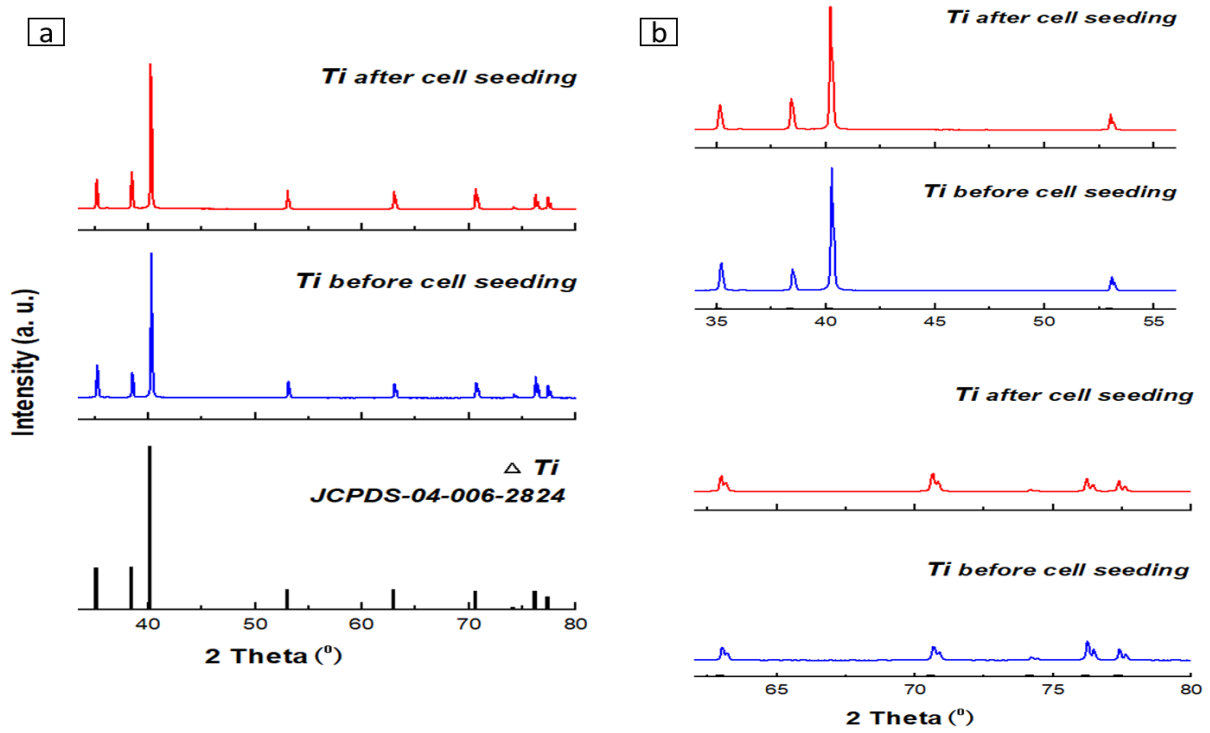 a
Ti after cell seeding
Ti before cell seeding
Intensity (a. u.)
△ Ti
JCPDS-04-006-2824
40 50 60 70 80
2 Theta (⁰)
b
Ti after cell seeding
Ti before cell seeding
35 40 45 50 55
Ti after cell seeding
Ti before cell seeding
65 70 75 80
2 Theta (⁰)